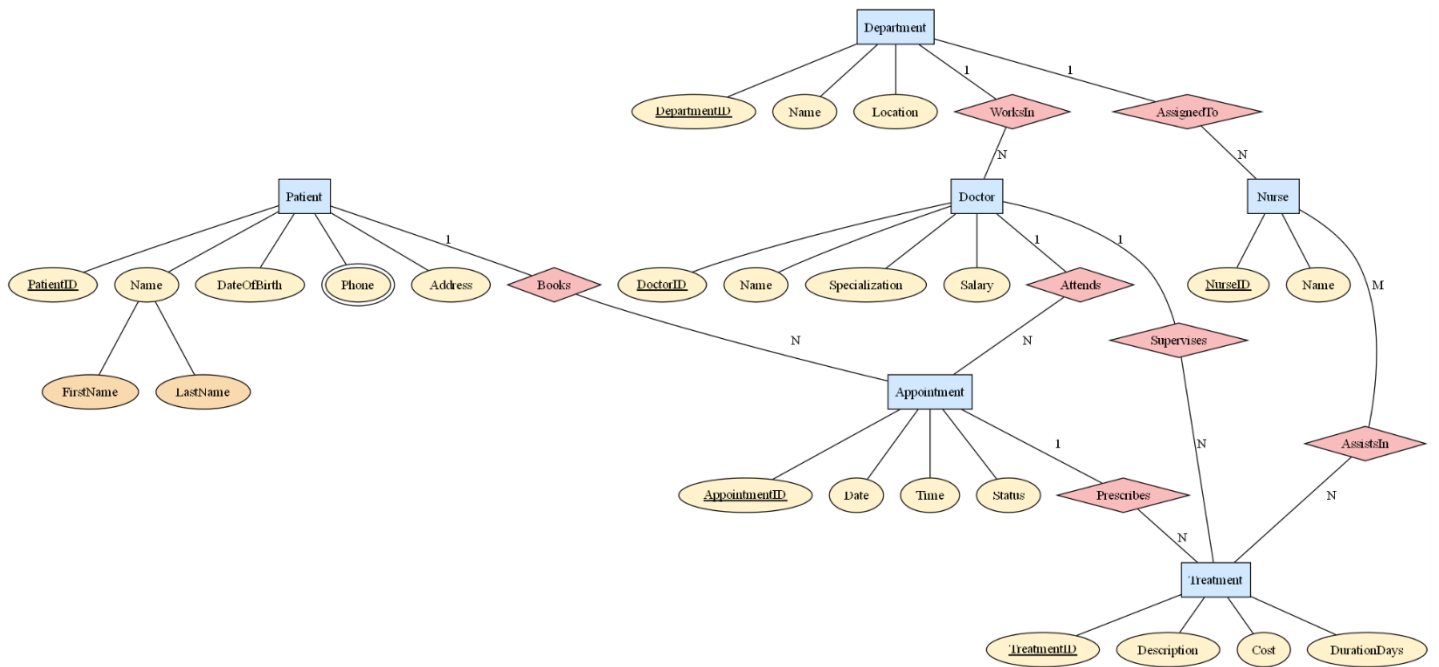 Department
1
1
DepartmentID
Name
Location
WorksIn
AssignedTo
N
N
Patient
Doctor
Nurse
1
1
1
PatientID
Name
DateOfBirth
Phone
Address
Books
DoctorID
Name
Specialization
Salary
Attends
NurseID
Name
M
N
N
Supervises
FirstName
LastName
Appointment
1
N
AssistsIn
AppointmentID
Date
Time
Status
Prescribes
N
N
Treatment
TreatmentID
Description
Cost
DurationDays